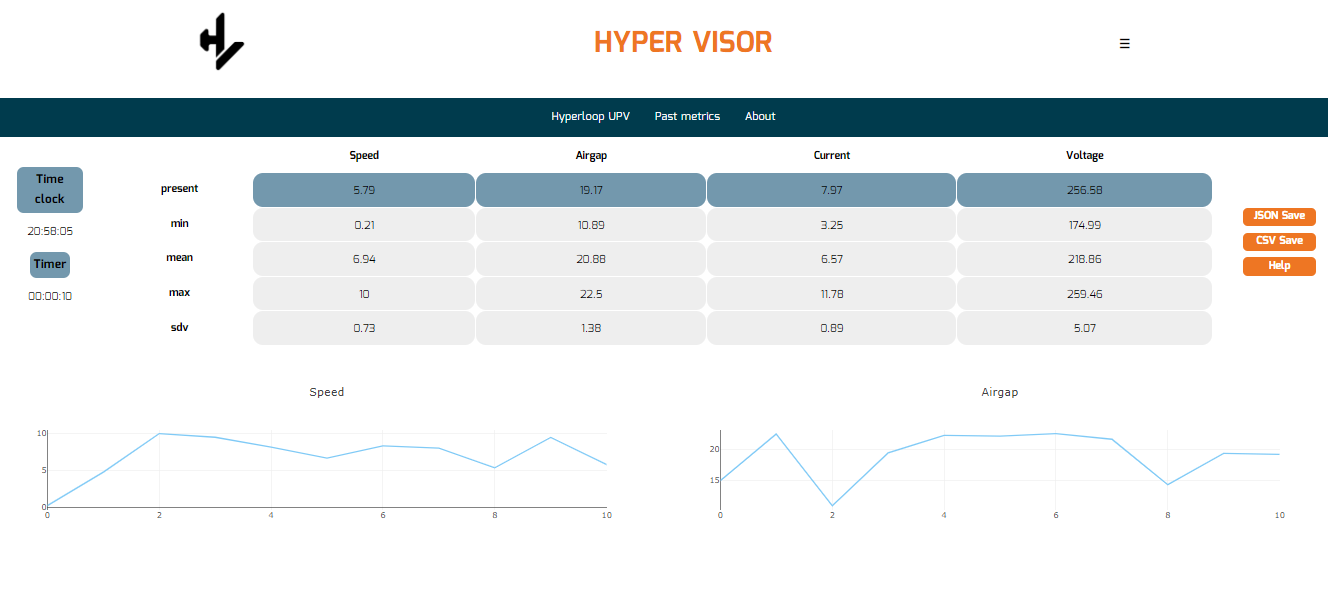 HYPER VISOR
☰
Hyperloop UPV Past metrics About
Speed Airgap Current Voltage
Time
clock
20:58:05
Timer
00:00:10
present 5.79 19.17 7.97 256.58
min 0.21 10.89 3.25 174.99
mean 6.94 20.88 6.57 218.86
max 10 22.5 11.78 259.46
sdv 0.73 1.38 0.89 5.07
JSON Save
CSV Save
Help
Speed
10
5
0
0 2 4 6 8 10
Airgap
20
15
0 2 4 6 8 10